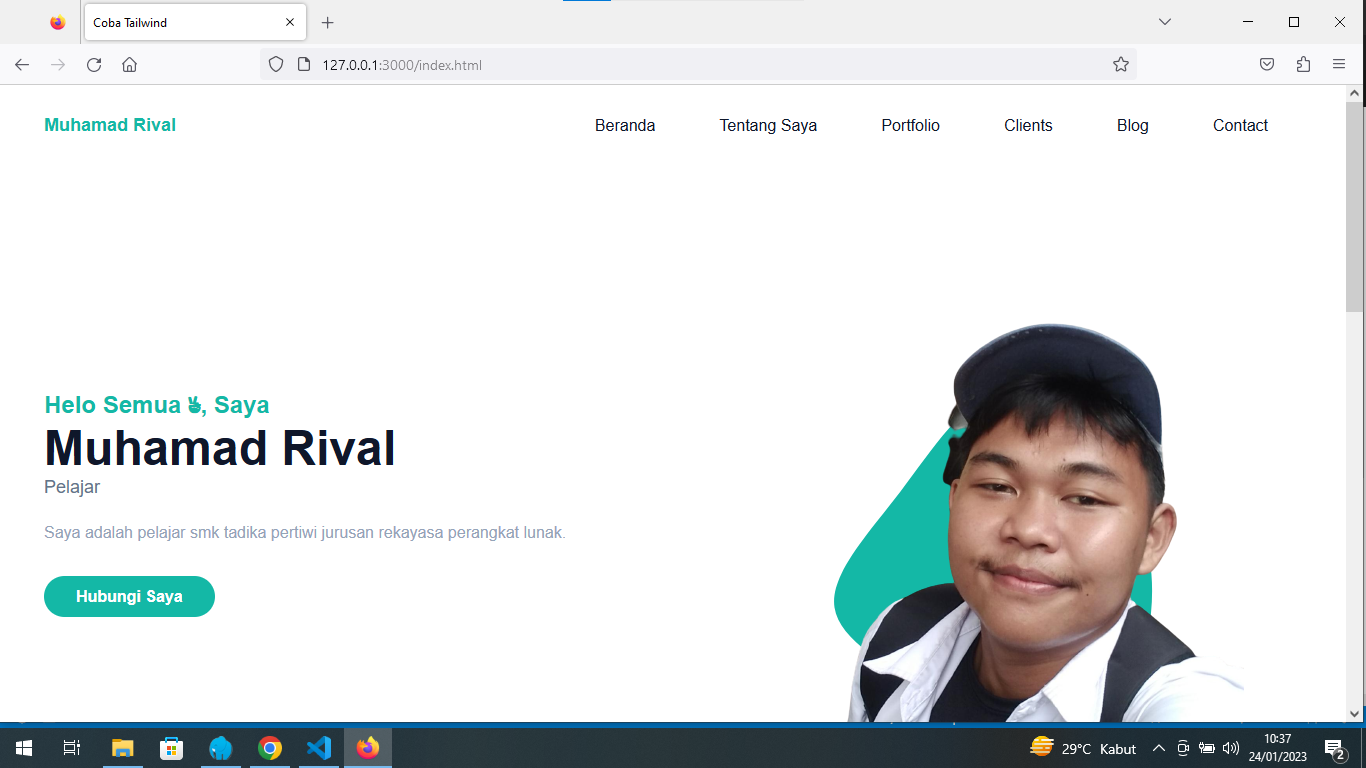 Coba Tailwind
127.0.0.1:3000/index.html
Muhamad Rival
Beranda
Tentang Saya
Portfolio
Clients
Blog
Contact
Helo Semua✌, Saya
Muhamad Rival
Pelajar
Saya adalah pelajar smk tadika pertiwi jurusan rekayasa perangkat lunak.
Hubungi Saya
29°C Kabut
10:37
24/01/2023
2